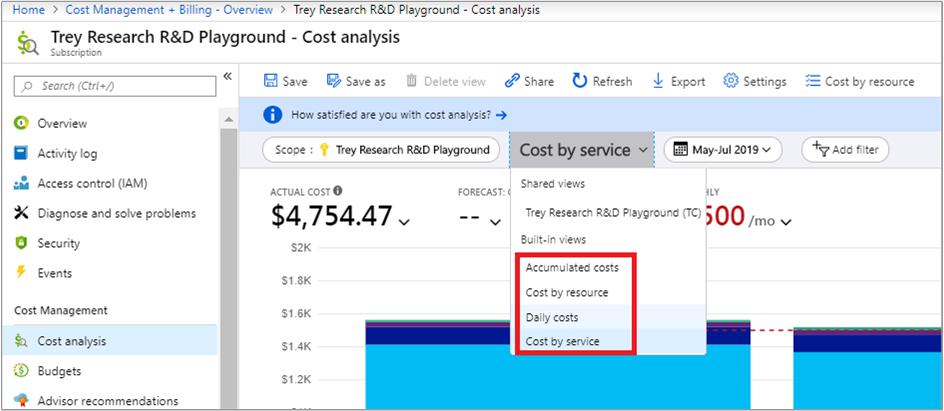 Home > Cost Management + Billing - Overview > Trey Research R&D Playground - Cost analysis
Trey Research R&D Playground - Cost analysis
Subscription
Search (Ctrl+/)
«
Overview
Activity log
Access control (IAM)
Diagnose and solve problems
Security
Events
Cost Management
Cost analysis
Budgets
Advisor recommendations
Save Save as Delete view Share Refresh Export Settings Cost by resource
How satisfied are you with cost analysis? →
Scope : Trey Research R&D Playground Cost by service May-Jul 2019 Add filter
Shared views
Trey Research R&D Playground (TC)
Built-in views
Accumulated costs
Cost by resource
Daily costs
Cost by service
ACTUAL COST FORECAST:
$4,754.47 -- 500 /mo
$2K
$1.8K
$1.6K
$1.4K
$1.2K